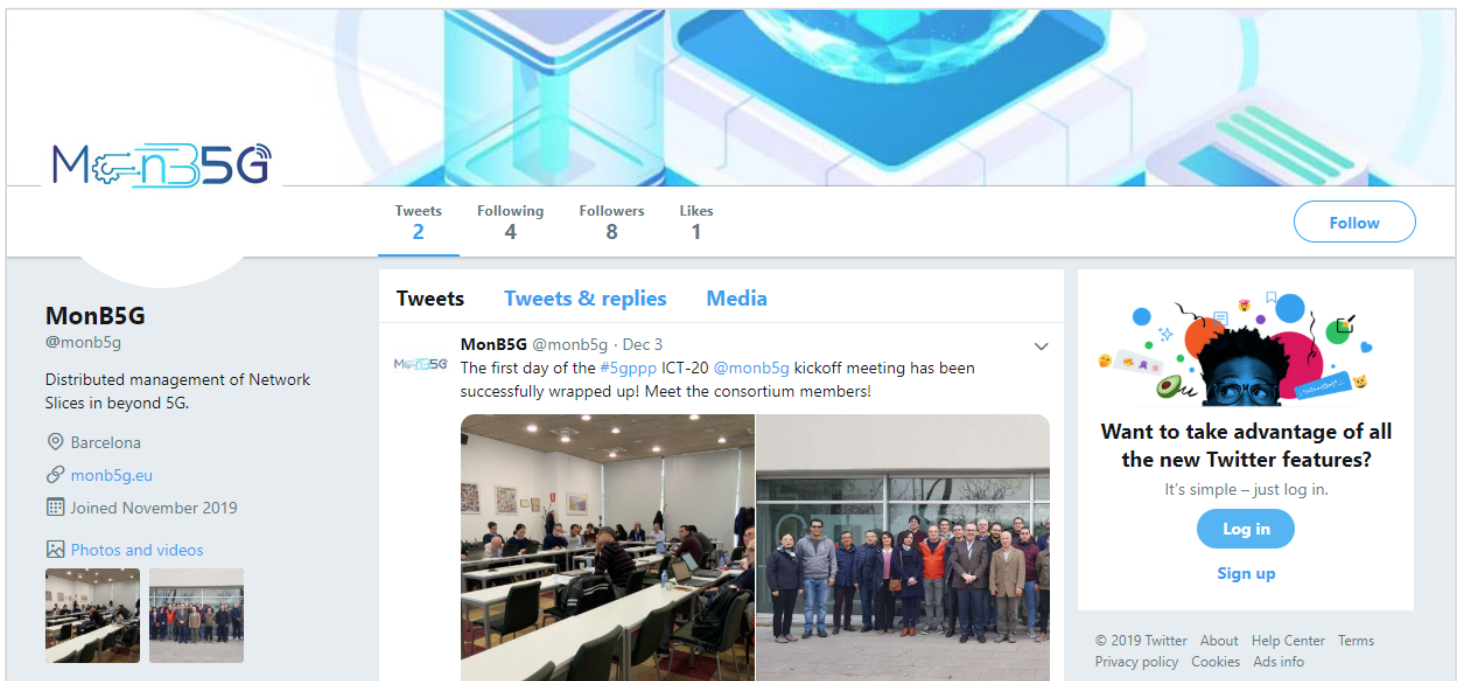 MonB5G
Tweets Following Followers Likes
2 4 8 1
Follow
MonB5G
@monb5g
Distributed management of Network
Slices in beyond 5G.
Barcelona
monb5g.eu
Joined November 2019
Photos and videos
Tweets Tweets & replies Media
MonB5G
MonB5G @monb5g · Dec 3
The first day of the #5gppp ICT-20 @monb5g kickoff meeting has been
successfully wrapped up! Meet the consortium members!
Want to take advantage of all
the new Twitter features?
It's simple – just log in.
Log in
Sign up
© 2019 Twitter About Help Center Terms
Privacy policy Cookies Ads info